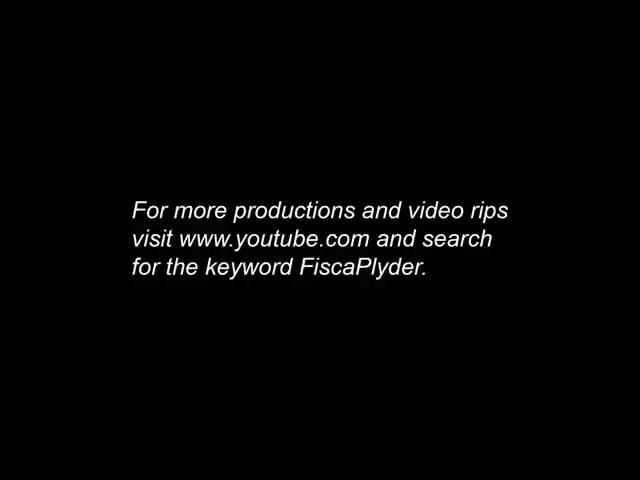 For more productions and video rips
visit www.youtube.com and search
for the keyword FiscaPlyder.